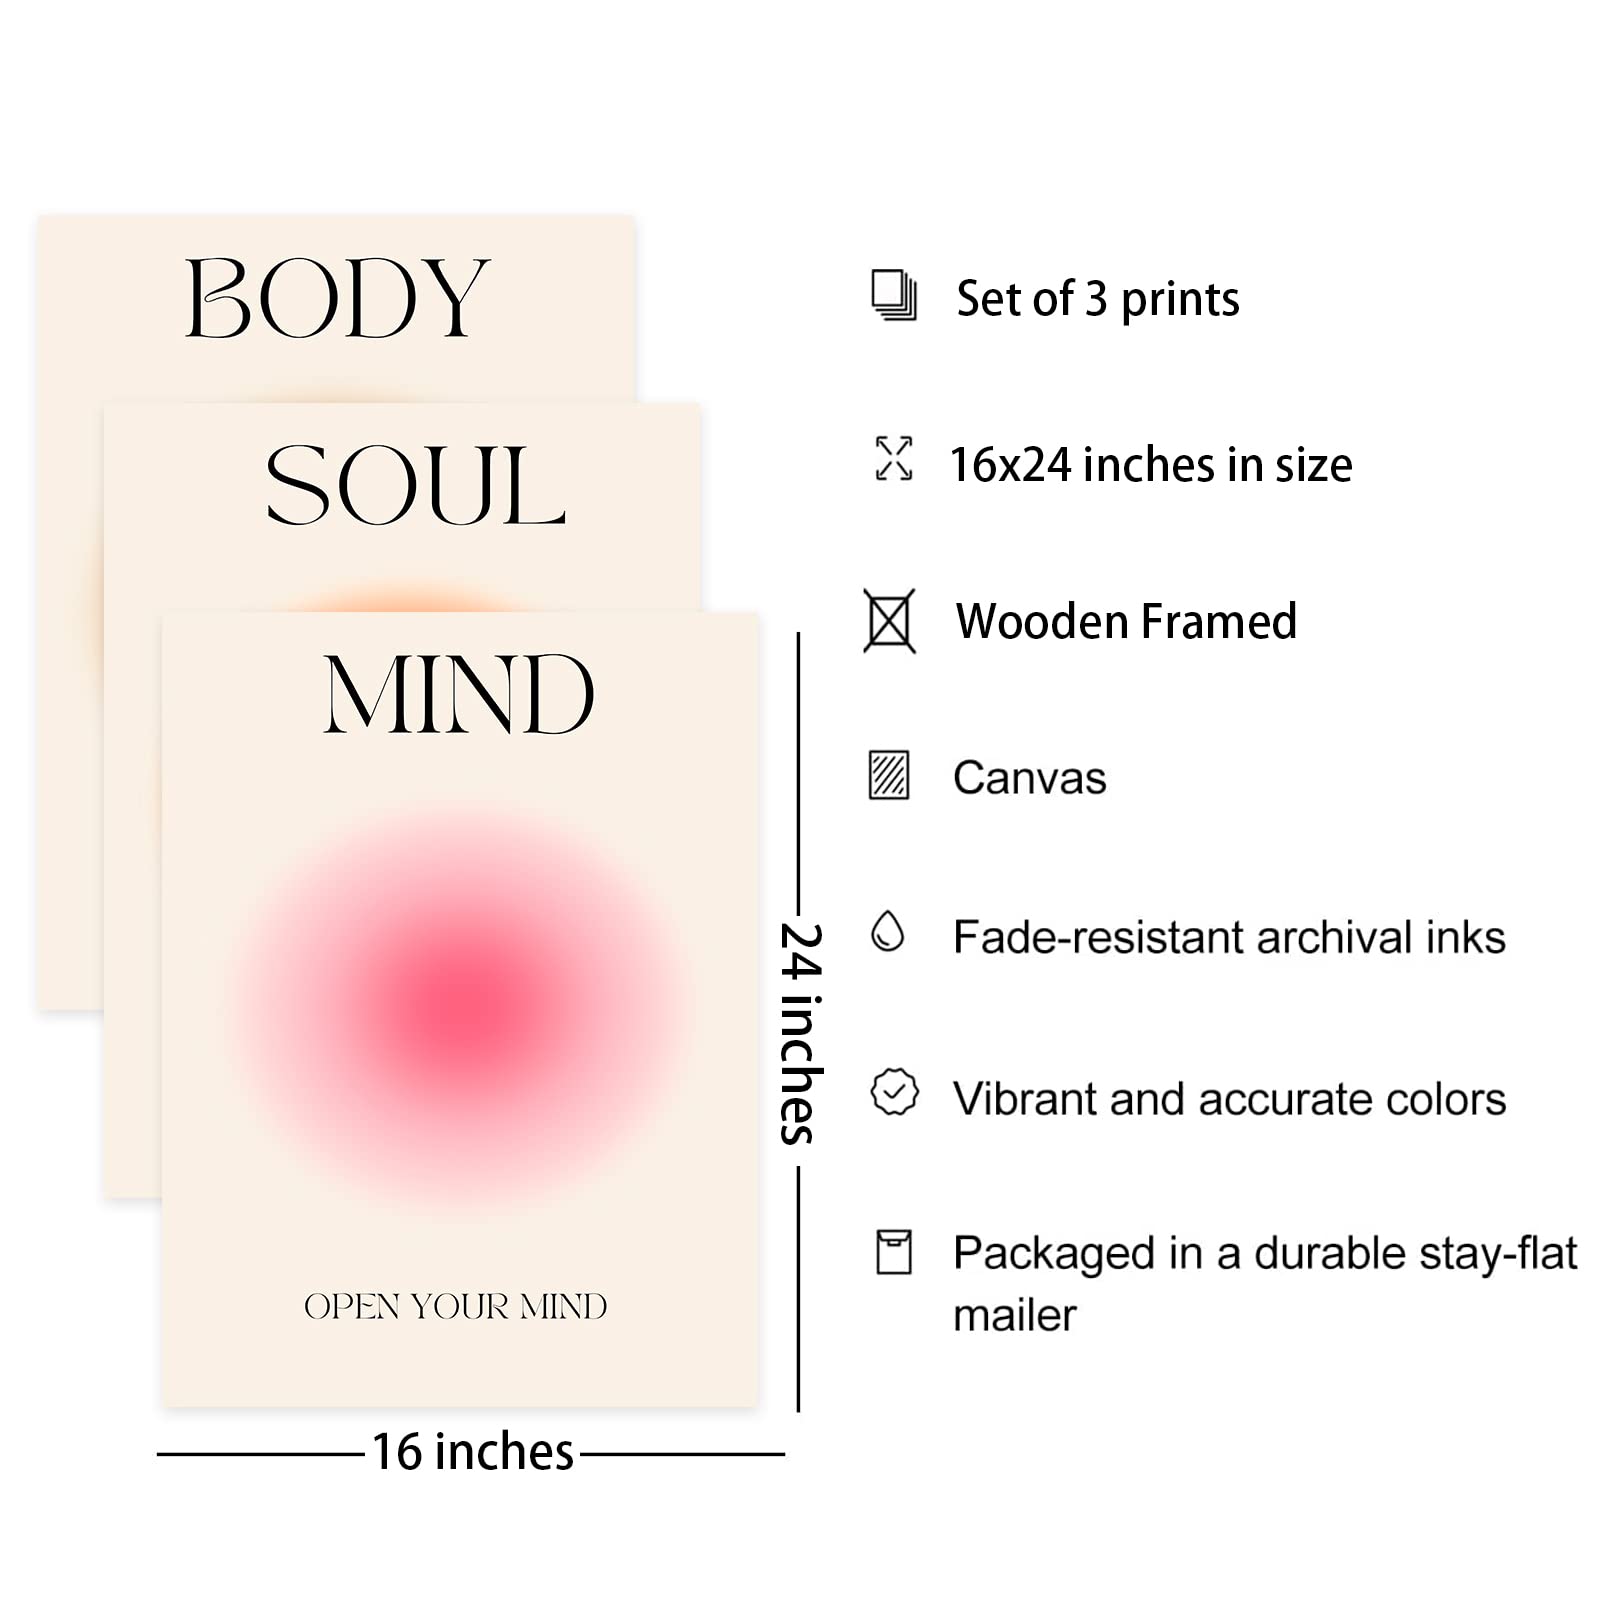 BODY
SOUL
MIND
OPEN YOUR MIND
16 inches
24 inches
Set of 3 prints
16x24 inches in size
Wooden Framed
Canvas
Fade-resistant archival inks
Vibrant and accurate colors
Packaged in a durable stay-flat
mailer